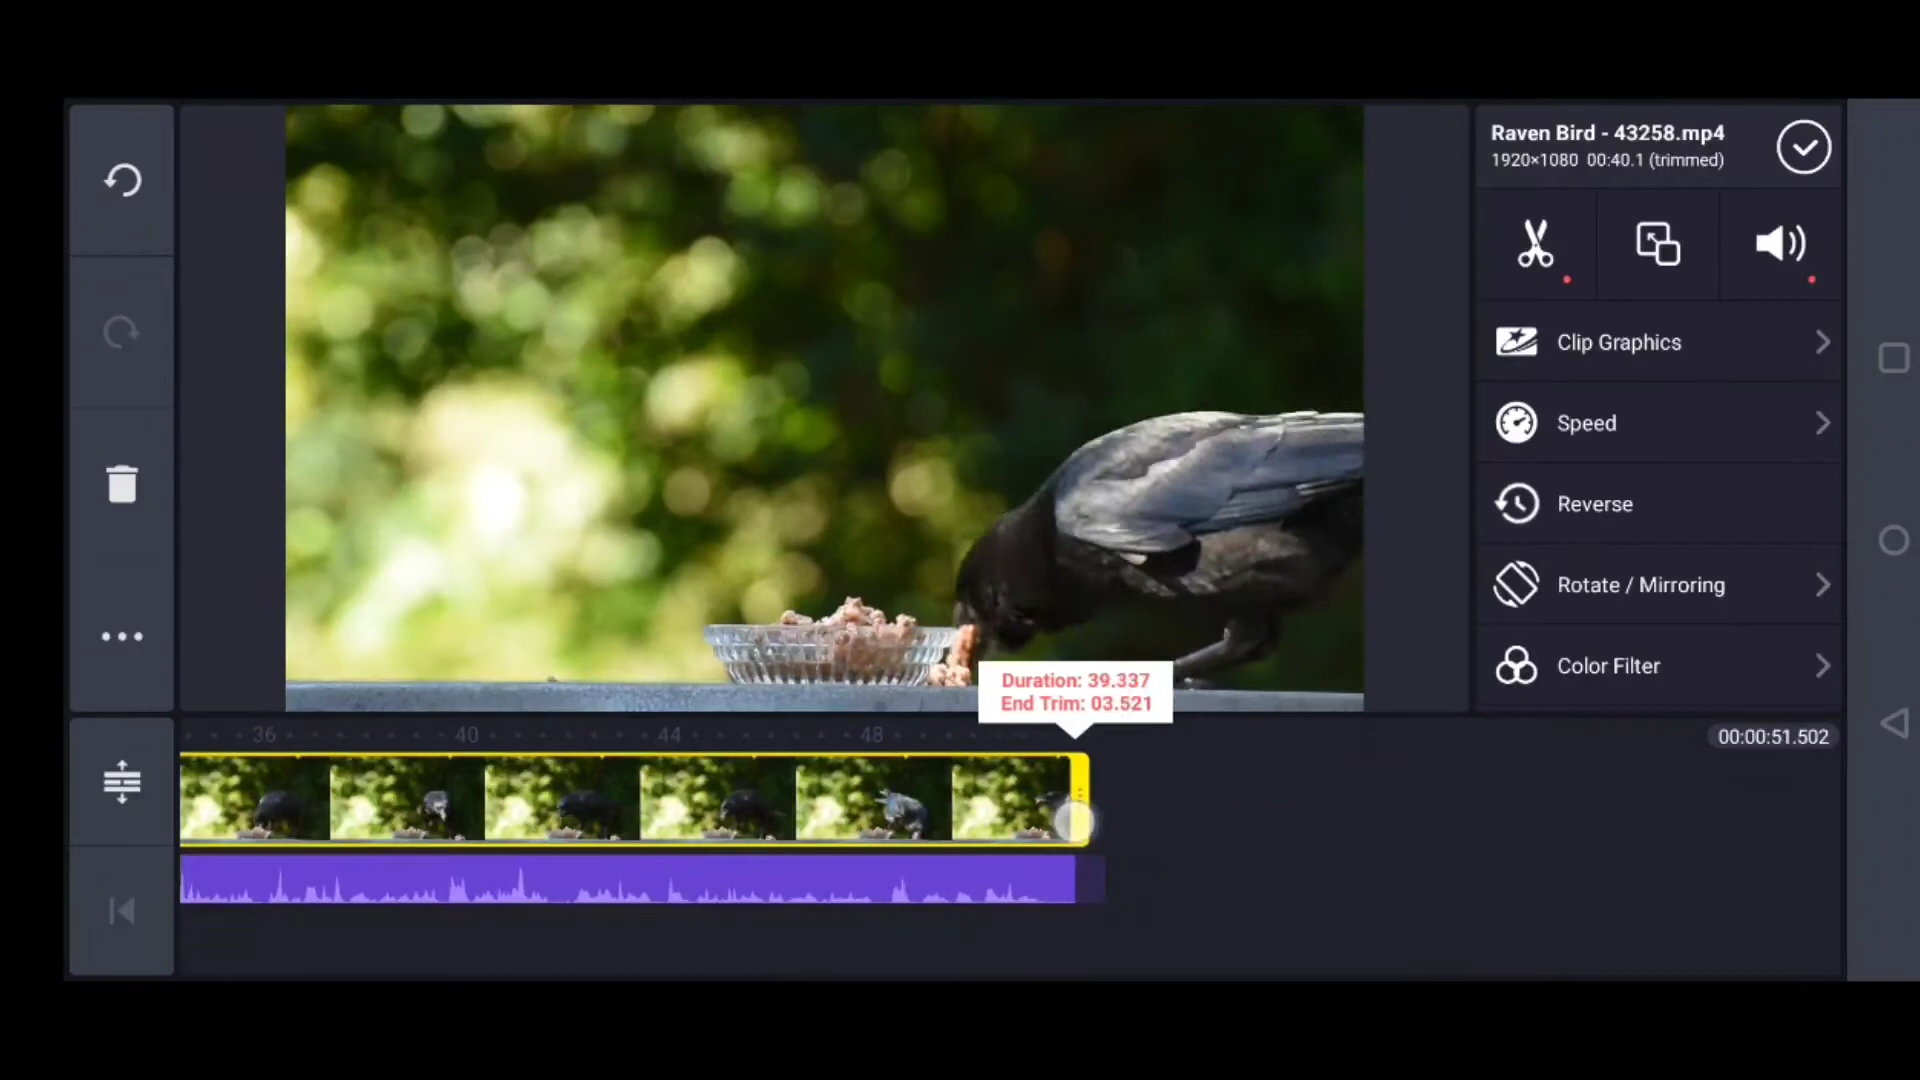 Raven Bird - 43258.mp4
1920×1080 00:40.1 (trimmed)
Clip Graphics
Speed
Reverse
Rotate / Mirroring
Color Filter
Duration: 39.337
End Trim: 03.521
36 40 44 48
00:00:51.502